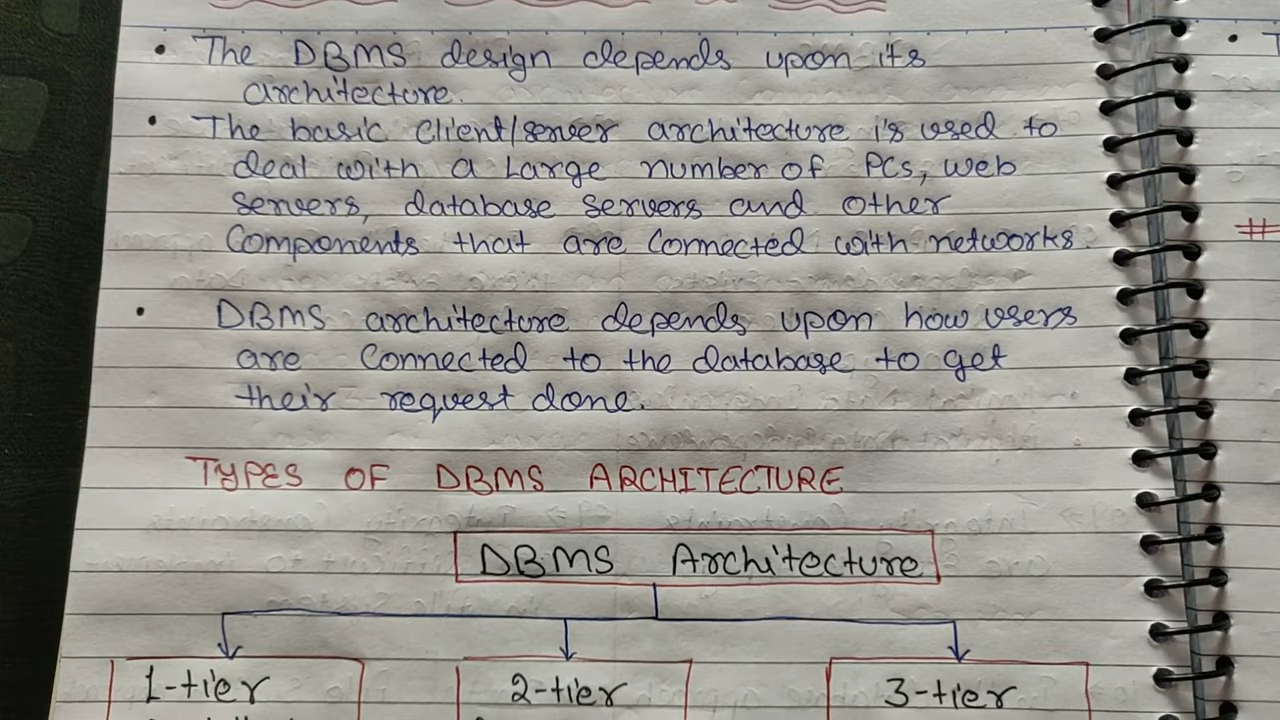 • The DBMS design depends upon its
architecture.
• The basic client/server architecture is used to
deal with a large number of PCs, web
servers, database servers and other
components that are connected with networks.
• DBMS architecture depends upon how users
are connected to the database to get
their request done.
TYPES OF DBMS ARCHITECTURE
DBMS Architecture
1-tier
2-tier
3-tier
• T
#